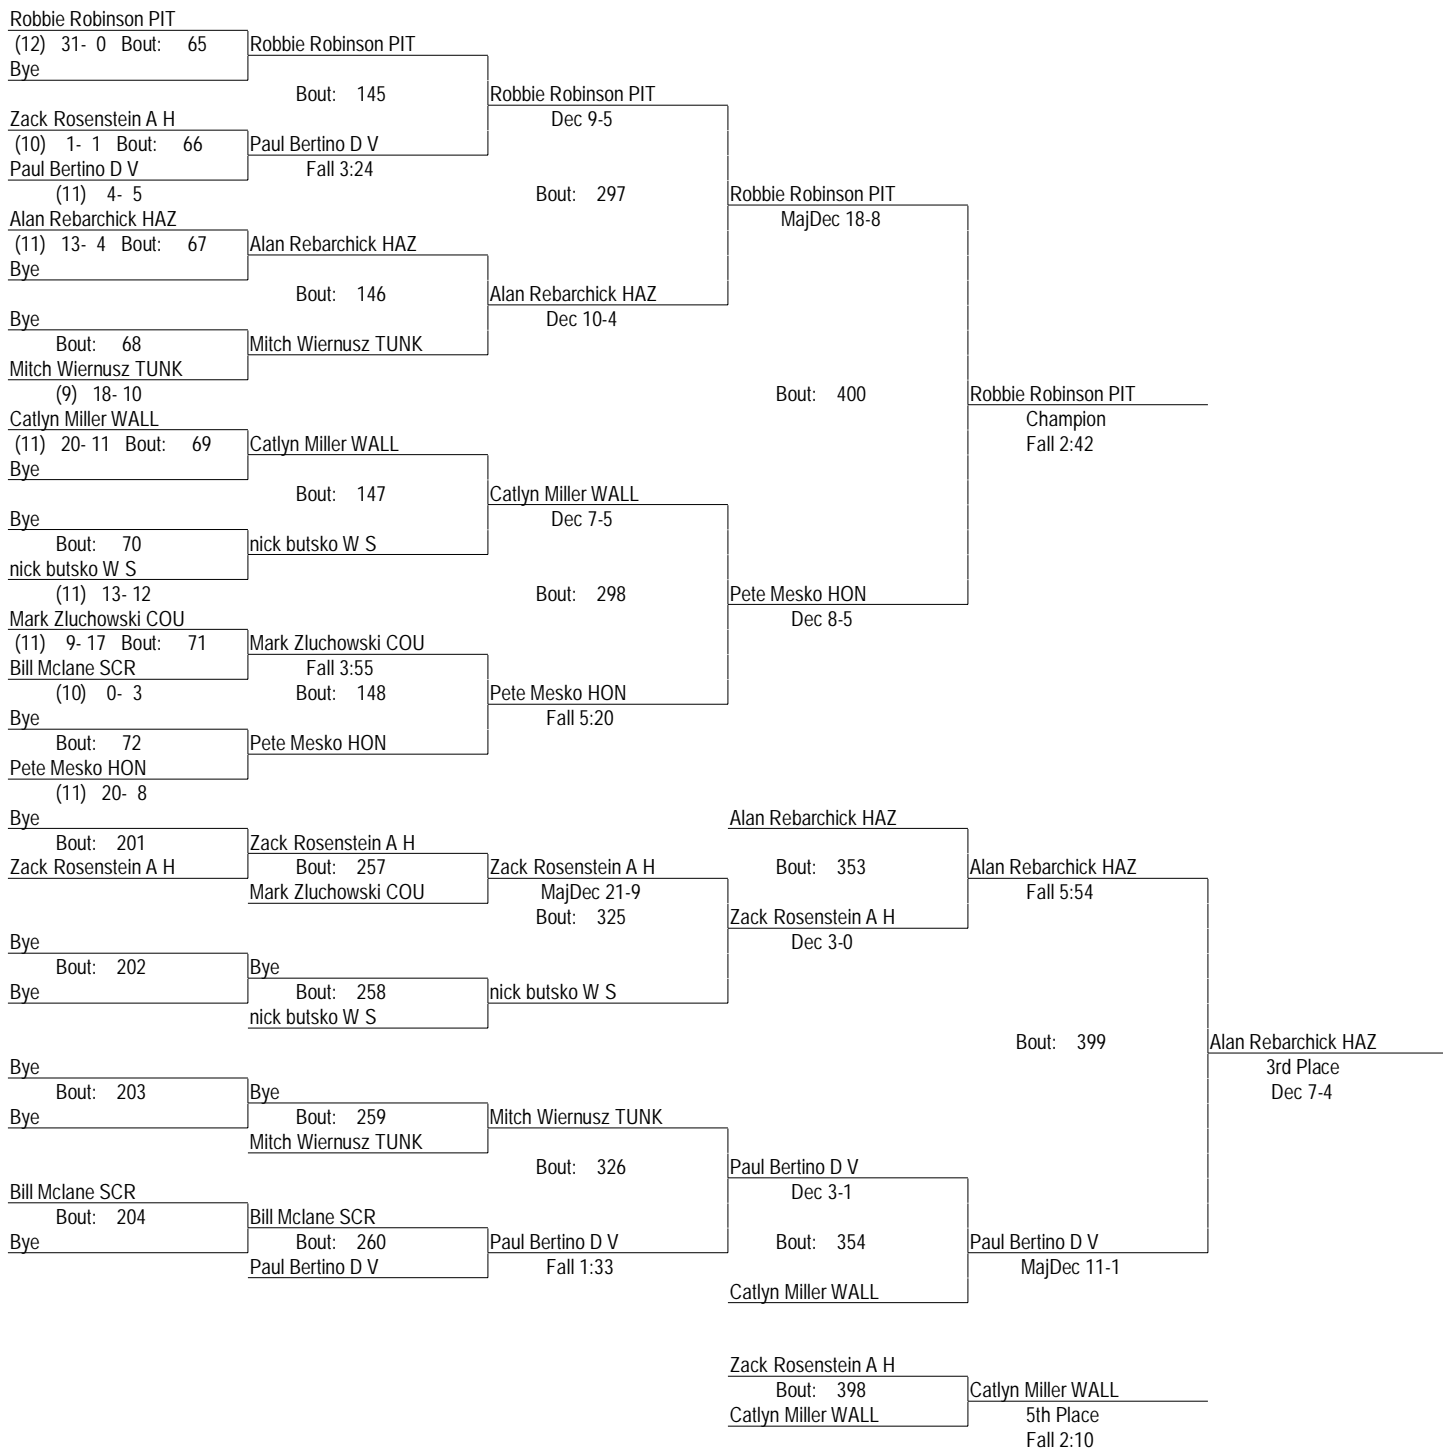 Robbie Robinson PIT
(12) 31- 0 Bout: 65 Robbie Robinson PIT
Bye
Bout: 145 Robbie Robinson PIT
Zack Rosenstein A H Dec 9-5
(10) 1- 1 Bout: 66 Paul Bertino D V
Paul Bertino D V Fall 3:24
(11) 4- 5 Bout: 297 Robbie Robinson PIT
Alan Rebarchick HAZ MajDec 18-8
(11) 13- 4 Bout: 67 Alan Rebarchick HAZ
Bye
Bout: 146 Alan Rebarchick HAZ
Bye Dec 10-4
Bout: 68 Mitch Wiernusz TUNK
Mitch Wiernusz TUNK
(9) 18- 10 Bout: 400 Robbie Robinson PIT
Catlyn Miller WALL Champion
(11) 20- 11 Bout: 69 Catlyn Miller WALL Fall 2:42
Bye
Bout: 147 Catlyn Miller WALL
Bye Dec 7-5
Bout: 70 nick butsko W S
nick butsko W S
(11) 13- 12 Bout: 298 Pete Mesko HON
Mark Zluchowski COU Dec 8-5
(11) 9- 17 Bout: 71 Mark Zluchowski COU
Bill Mclane SCR Fall 3:55
(10) 0- 3 Bout: 148 Pete Mesko HON
Bye Fall 5:20
Bout: 72 Pete Mesko HON
Pete Mesko HON
(11) 20- 8
Bye Alan Rebarchick HAZ
Bout: 201 Zack Rosenstein A H
Zack Rosenstein A H Bout: 257 Zack Rosenstein A H Bout: 353 Alan Rebarchick HAZ
Mark Zluchowski COU MajDec 21-9 Fall 5:54
Bout: 325 Zack Rosenstein A H
Bye Dec 3-0
Bout: 202 Bye
Bye Bout: 258 nick butsko W S
nick butsko W S
Bout: 399 Alan Rebarchick HAZ
Bye 3rd Place
Bout: 203 Bye Dec 7-4
Bye Bout: 259 Mitch Wiernusz TUNK
Mitch Wiernusz TUNK
Bout: 326 Paul Bertino D V
Bill Mclane SCR Dec 3-1
Bout: 204 Bill Mclane SCR
Bye Bout: 260 Paul Bertino D V Bout: 354 Paul Bertino D V
Paul Bertino D V Fall 1:33 MajDec 11-1
Catlyn Miller WALL
Zack Rosenstein A H
Bout: 398 Catlyn Miller WALL
Catlyn Miller WALL 5th Place
Fall 2:10